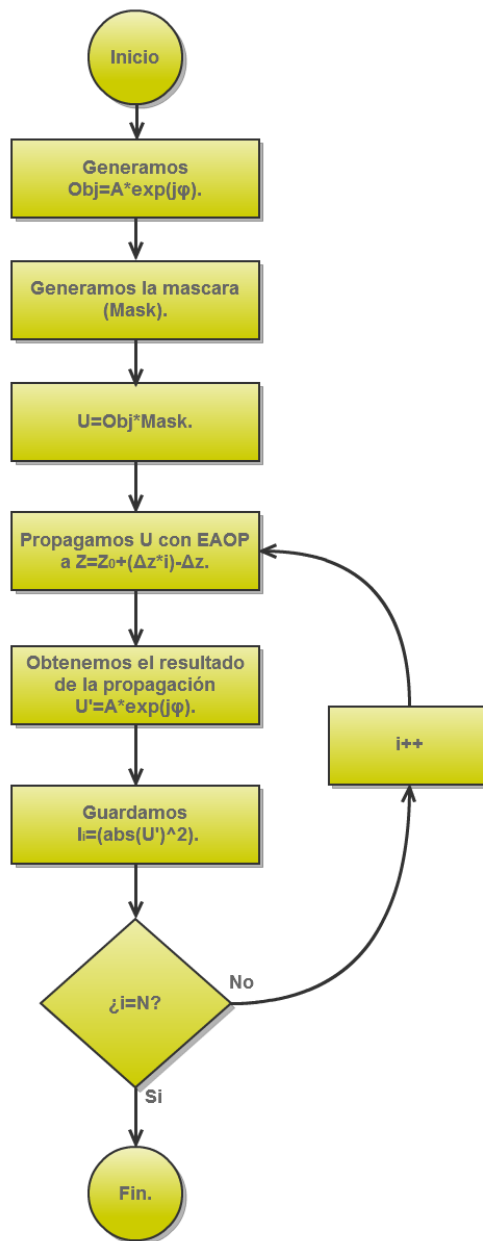 Inicio
Generamos
Obj=A*exp(jφ).
Generamos la mascara
(Mask).
U=Obj*Mask.
Propagamos U con EAOP
a Z=Z₀+(Δz*i)-Δz.
Obtenemos el resultado
de la propagación
U'=A*exp(jφ).
i++
Guardamos
Iᵢ=(abs(U')^2).
No
¿i=N?
Si
Fin.